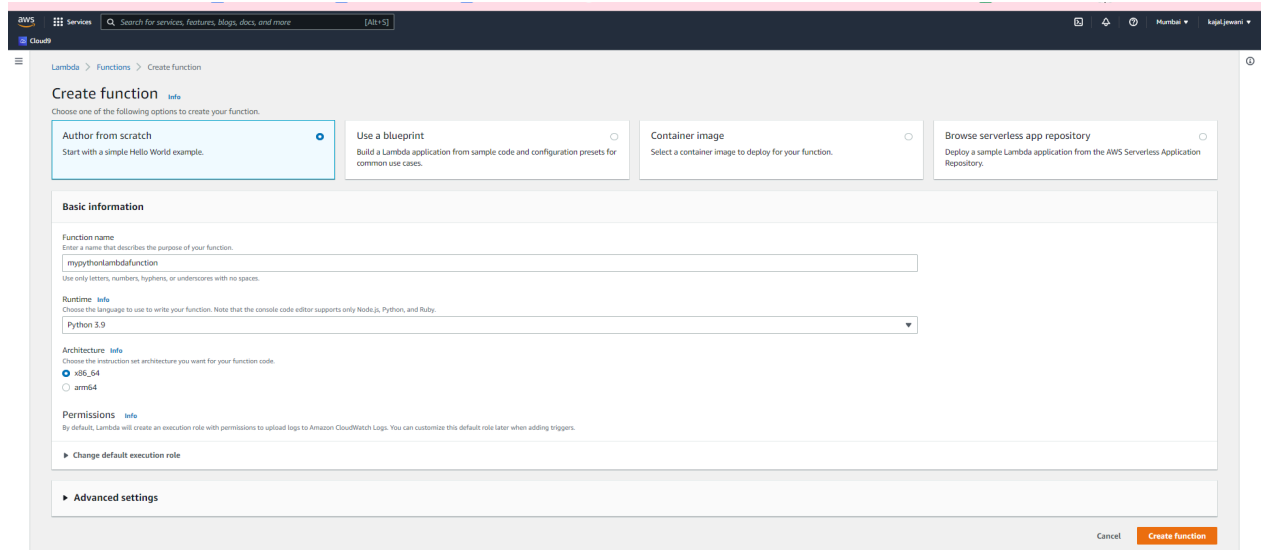 aws Services Search for services, features, blogs, docs, and more [Alt+S] Mumbai ▼ kajal.jewani ▼
Cloud9
Lambda > Functions > Create function
Create function Info
Choose one of the following options to create your function.
Author from scratch
Start with a simple Hello World example.
Use a blueprint
Build a Lambda application from sample code and configuration presets for
common use cases.
Container image
Select a container image to deploy for your function.
Browse serverless app repository
Deploy a sample Lambda application from the AWS Serverless Application
Repository.
Basic information
Function name
Enter a name that describes the purpose of your function.
mypythonlambdafunction
Use only letters, numbers, hyphens, or underscores with no spaces.
Runtime Info
Choose the language to use to write your function. Note that the console code editor supports only Node.js, Python, and Ruby.
Python 3.9
Architecture Info
Choose the instruction set architecture you want for your function code.
x86_64
arm64
Permissions Info
By default, Lambda will create an execution role with permissions to upload logs to Amazon CloudWatch Logs. You can customize this default role later when adding triggers.
Change default execution role
Advanced settings
Cancel Create function